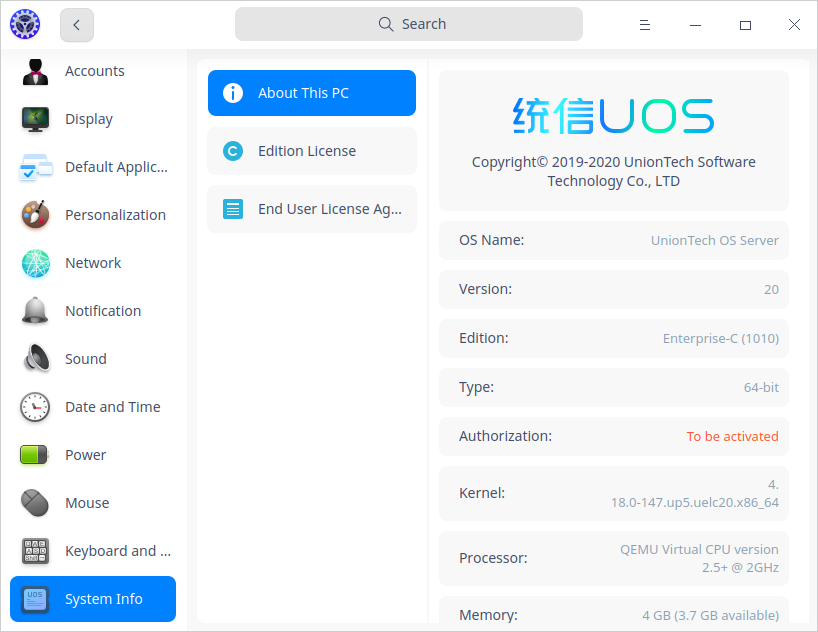 Search
Accounts
Display
Default Applic...
Personalization
Network
Notification
Sound
Date and Time
Power
Mouse
Keyboard and ...
UOS
System Info
About This PC
Edition License
End User License Ag...
统信UOS
Copyright© 2019-2020 UnionTech Software
Technology Co., LTD
OS Name: UnionTech OS Server
Version: 20
Edition: Enterprise-C (1010)
Type: 64-bit
Authorization: To be activated
Kernel: 4.
18.0-147.up5.uelc20.x86_64
Processor: QEMU Virtual CPU version
2.5+ @ 2GHz
Memory: 4 GB (3.7 GB available)